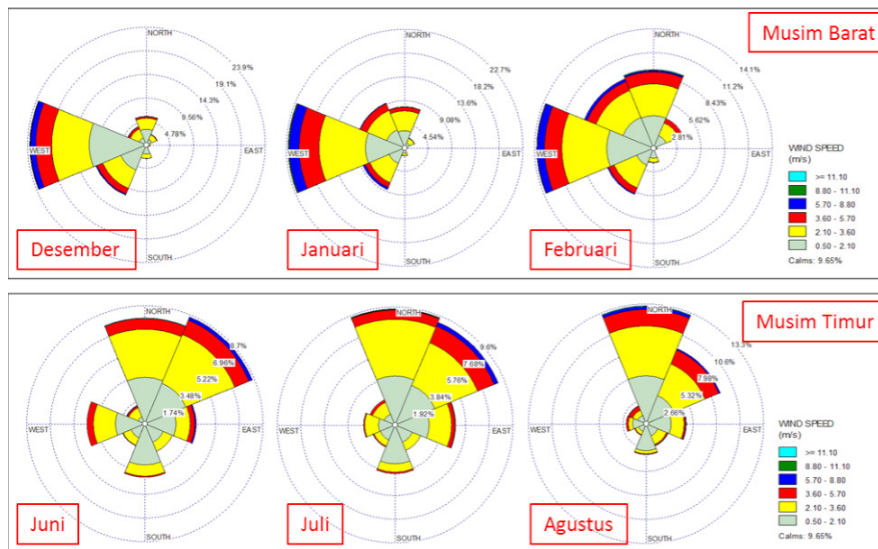 Musim Barat
NORTH
23.9%
19.1%
14.3%
9.56%
4.78%
WEST
EAST
SOUTH
Desember
NORTH
22.7%
18.2%
13.6%
9.08%
4.54%
WEST
EAST
SOUTH
Januari
NORTH
14.1%
11.2%
8.43%
5.62%
2.81%
WEST
EAST
SOUTH
Februari
WIND SPEED
(m/s)
>= 11.10
8.80 - 11.10
5.70 - 8.80
3.60 - 5.70
2.10 - 3.60
0.50 - 2.10
Calms: 9.65%
Musim Timur
NORTH
8.7%
6.96%
5.22%
3.48%
1.74%
WEST
EAST
SOUTH
Juni
NORTH
9.6%
7.68%
5.76%
3.84%
1.92%
WEST
EAST
SOUTH
Juli
NORTH
13.3%
10.6%
7.99%
5.32%
2.66%
WEST
EAST
SOUTH
Agustus
WIND SPEED
(m/s)
>= 11.10
8.80 - 11.10
5.70 - 8.80
3.60 - 5.70
2.10 - 3.60
0.50 - 2.10
Calms: 9.65%